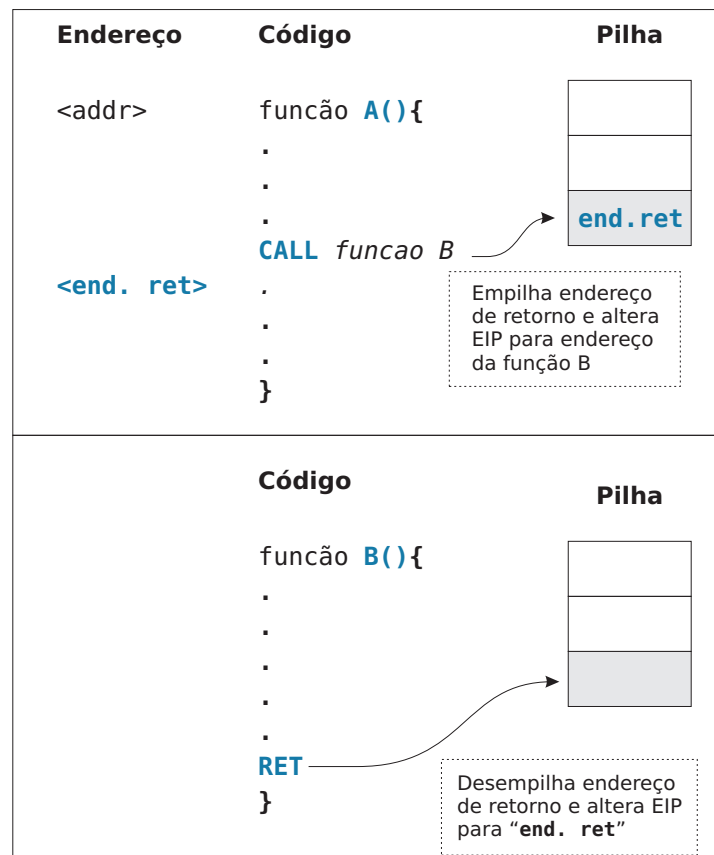 Endereço Código Pilha
<addr> funcão A(){
.
.
.
end.ret
CALL funcao B
<end. ret> .
.
.
}
Empilha endereço
de retorno e altera
EIP para endereço
da função B
Código
Pilha
funcão B(){
.
.
.
.
.
RET
}
Desempilha endereço
de retorno e altera EIP
para “end. ret”